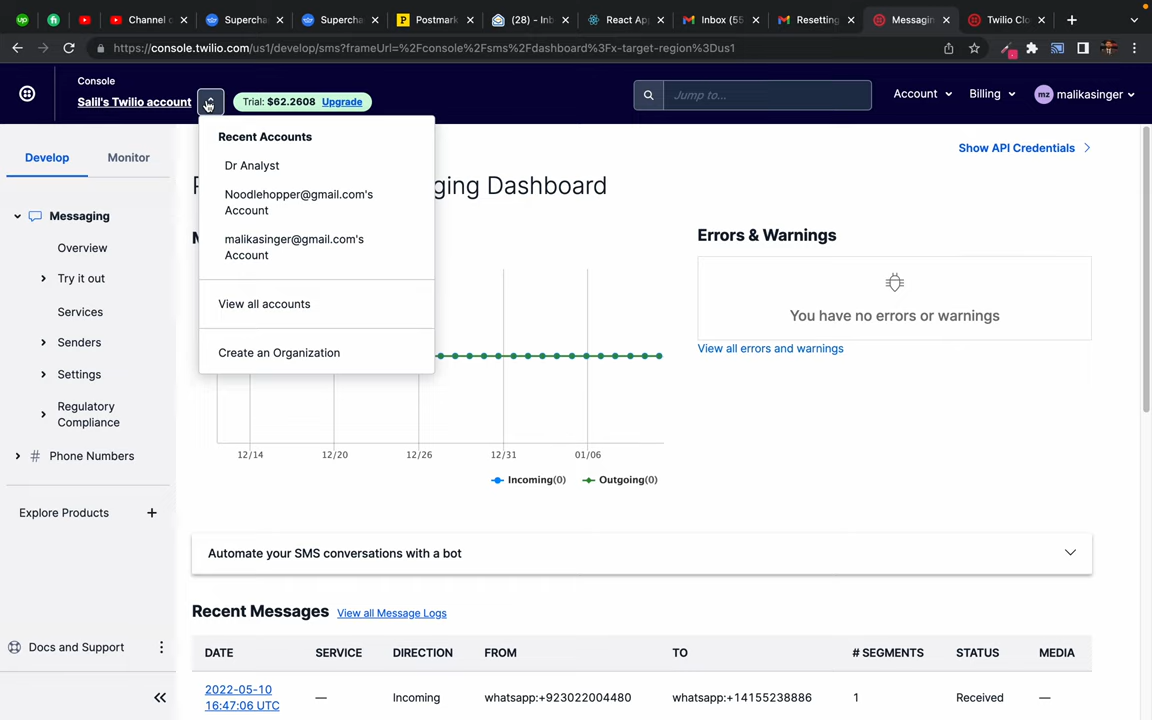 Channel c
Supercha
Supercha
Postmark
(28) - Inb
React App
Inbox (55
Resetting
Messagin
Twilio Clo
https://console.twilio.com/us1/develop/sms?frameUrl=%2Fconsole%2Fsms%2Fdashboard%3Fx-target-region%3Dus1
Console
Salil's Twilio account
Trial: $62.2608 Upgrade
Jump to...
Account
Billing
mz malikasinger
Recent Accounts
Dr Analyst
Noodlehopper@gmail.com's
Account
malikasinger@gmail.com's
Account
View all accounts
Create an Organization
Develop
Monitor
Messaging
Overview
Try it out
Services
Senders
Settings
Regulatory
Compliance
# Phone Numbers
Explore Products +
Docs and Support
Show API Credentials
ging Dashboard
Errors & Warnings
You have no errors or warnings
View all errors and warnings
12/14 12/20 12/26 12/31 01/06
Incoming(0) Outgoing(0)
Automate your SMS conversations with a bot
Recent Messages View all Message Logs
DATE SERVICE DIRECTION FROM TO # SEGMENTS STATUS MEDIA
2022-05-10
16:47:06 UTC
— Incoming whatsapp:+923022004480 whatsapp:+14155238886 1 Received —